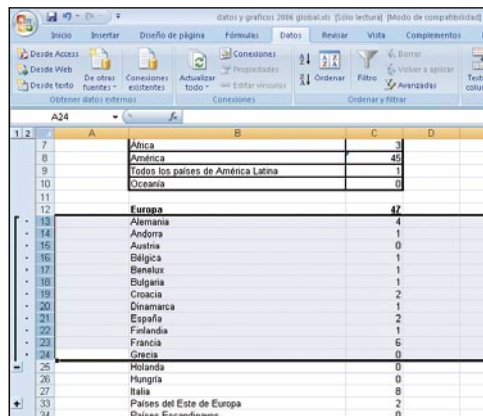 datos y graficos 2006 global.xls [Sólo lectura] [Modo de compatibilidad]
Inicio Insertar Diseño de página Fórmulas Datos Revisar Vista Complementos
Desde Access
Desde Web
Desde texto
De otras fuentes
Conexiones existentes
Obtener datos externos
Actualizar todo
Conexiones
Propiedades
Editar vínculos
Conexiones
Ordenar
Filtro
Borrar
Volver a aplicar
Avanzadas
Ordenar y filtrar
A24 fx
1 2 A B C D
7 África 3
8 América 45
9 Todos los países de América Latina 1
10 Oceanía 0
11
12 Europa 47
13 Alemania 4
14 Andorra 1
15 Austria 0
16 Bélgica 1
17 Benelux 1
18 Bulgaria 1
19 Croacia 2
20 Dinamarca 1
21 España 2
22 Finlandia 1
23 Francia 6
24 Grecia 0
25 Holanda 0
26 Hungría 0
27 Italia 8
33 Países del Este de Europa 2
34 Países Escandinavos 0